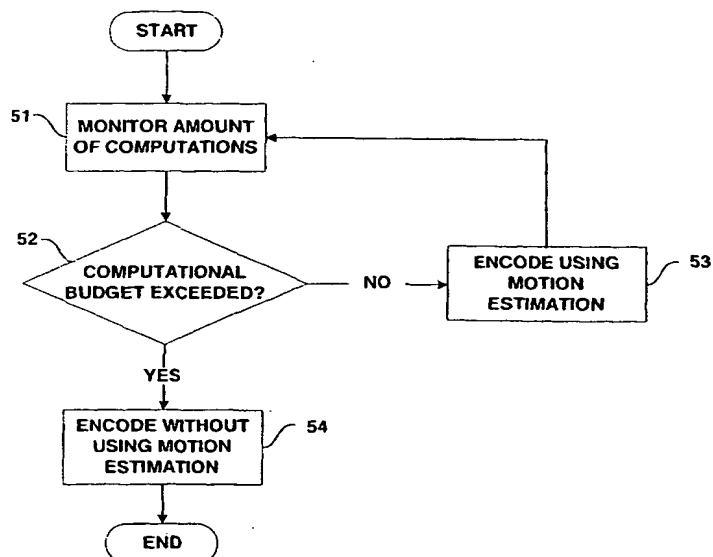 START
51
MONITOR AMOUNT
OF COMPUTATIONS
52
COMPUTATIONAL
BUDGET EXCEEDED?
NO
ENCODE USING
MOTION
ESTIMATION
53
YES
ENCODE WITHOUT
USING MOTION
ESTIMATION
54
END